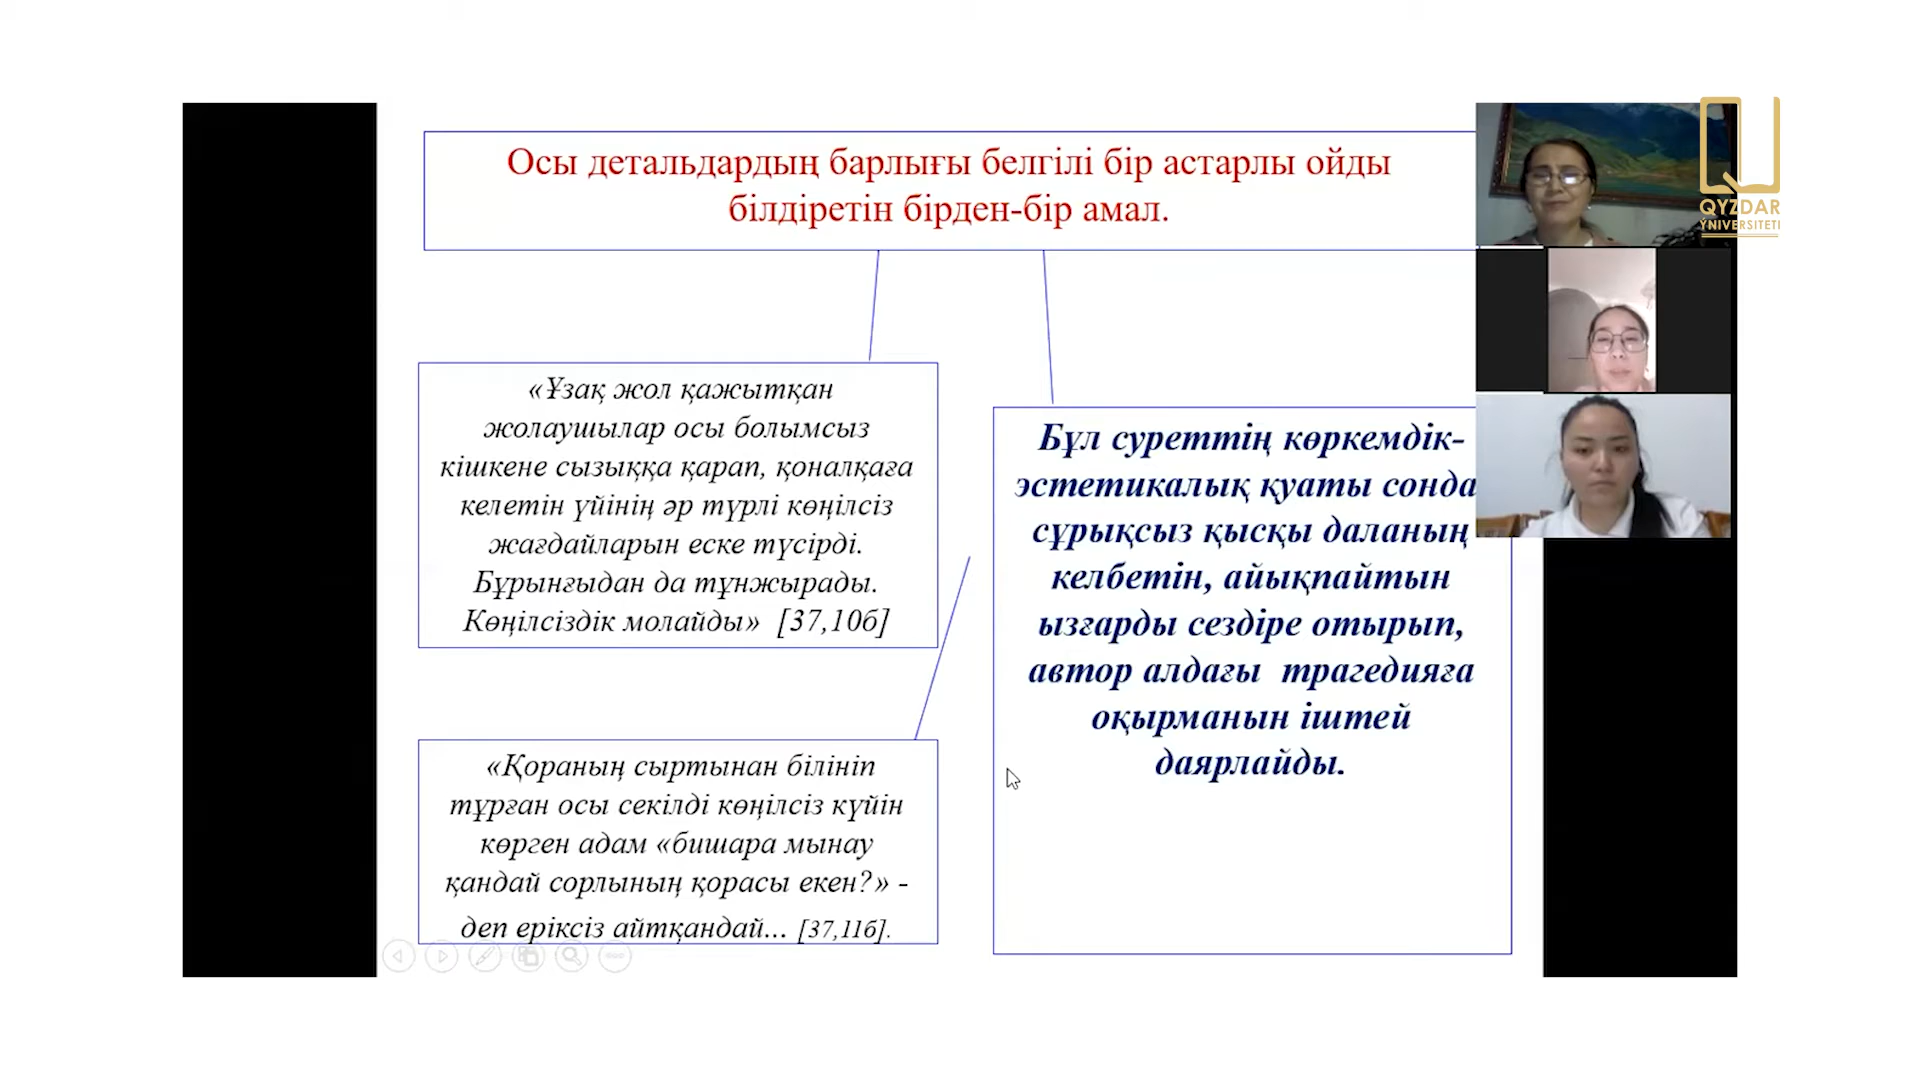 Осы детальдардың барлығы белгілі бір астарлы ойды
білдіретін бірден-бір амал.
«Ұзақ жол қажытқан
жолаушылар осы болымсыз
кішкене сызыққа қарап, қоналқаға
келетін үйінің әр түрлі көңілсіз
жағдайларын еске түсірді.
Бұрынғыдан да тұнжырады.
Көңілсіздік молайды» [37,10б]
«Қораның сыртынан білініп
тұрған осы секілді көңілсіз күйін
көрген адам «бишара мынау
қандай сорлының қорасы екен?» -
деп еріксіз айтқандай... [37,11б].
Бұл суреттің көркемдік-
эстетикалық қуаты сонда
сұрықсыз қысқы даланың
келбетін, айықпайтын
ызғарды сездіре отырып,
автор алдағы трагедияға
оқырманын іштей
даярлайды.
QYZDAR
ÝNIVERSITETI